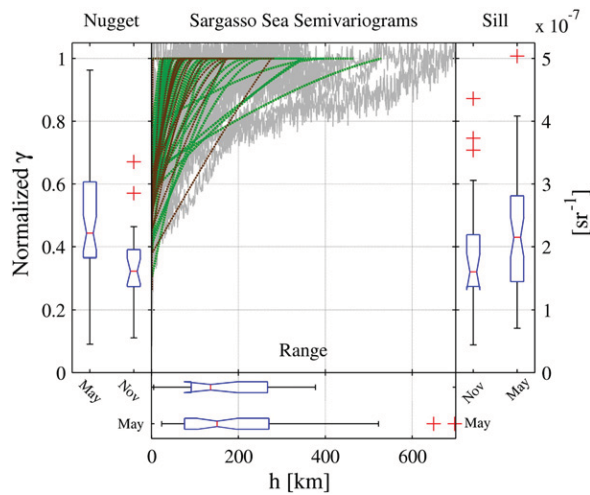 Nugget Sargasso Sea Semivariograms Sill x 10⁻⁷
1 5
0.8 4
0.6 3
0.4 2
0.2 1
0 0
Normalized γ
[sr⁻¹]
Range
May Nov Nov May
May May
0 200 400 600
h [km]